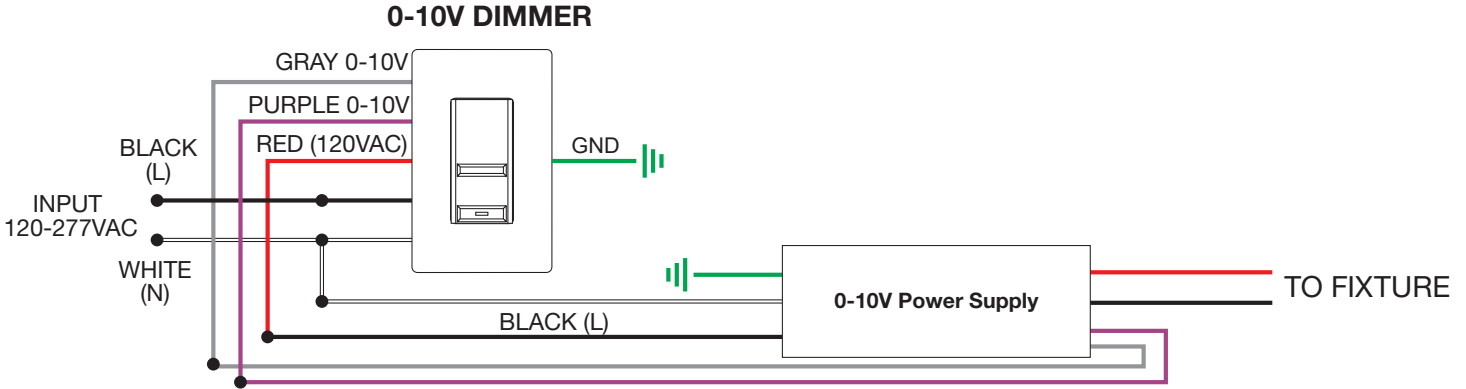 0-10V DIMMER
GRAY 0-10V
PURPLE 0-10V
RED (120VAC)
GND
BLACK
(L)
INPUT
120-277VAC
WHITE
(N)
0-10V Power Supply
TO FIXTURE
BLACK (L)